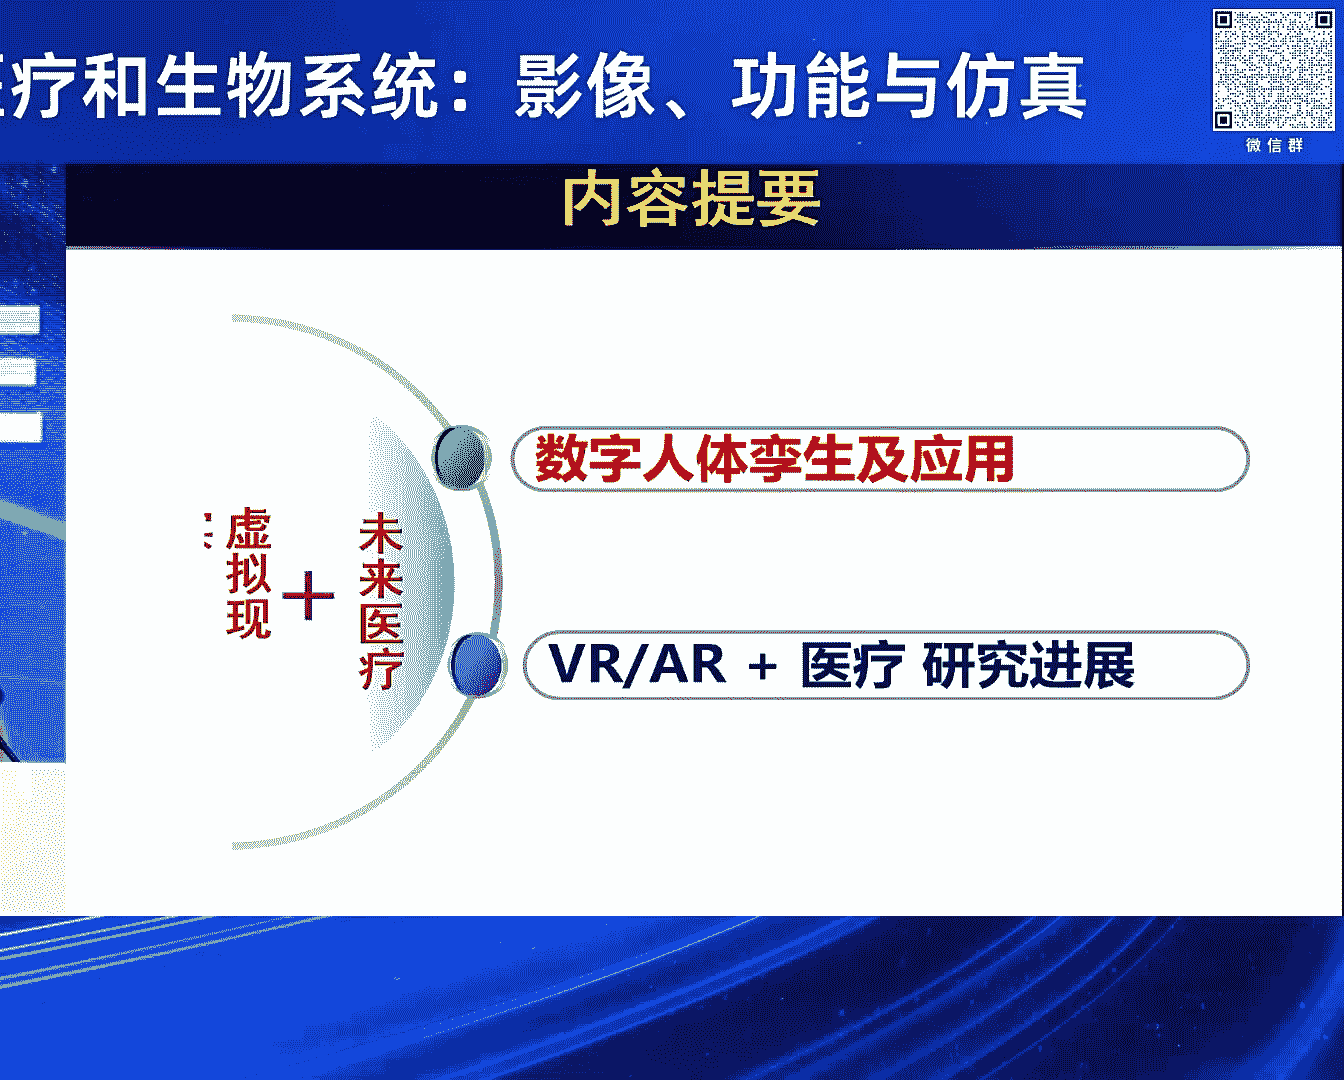 疗和生物系统：影像、功能与仿真
微信群
内容提要
数字人体孪生及应用
虚拟现
+
未来医疗
VR/AR + 医疗 研究进展